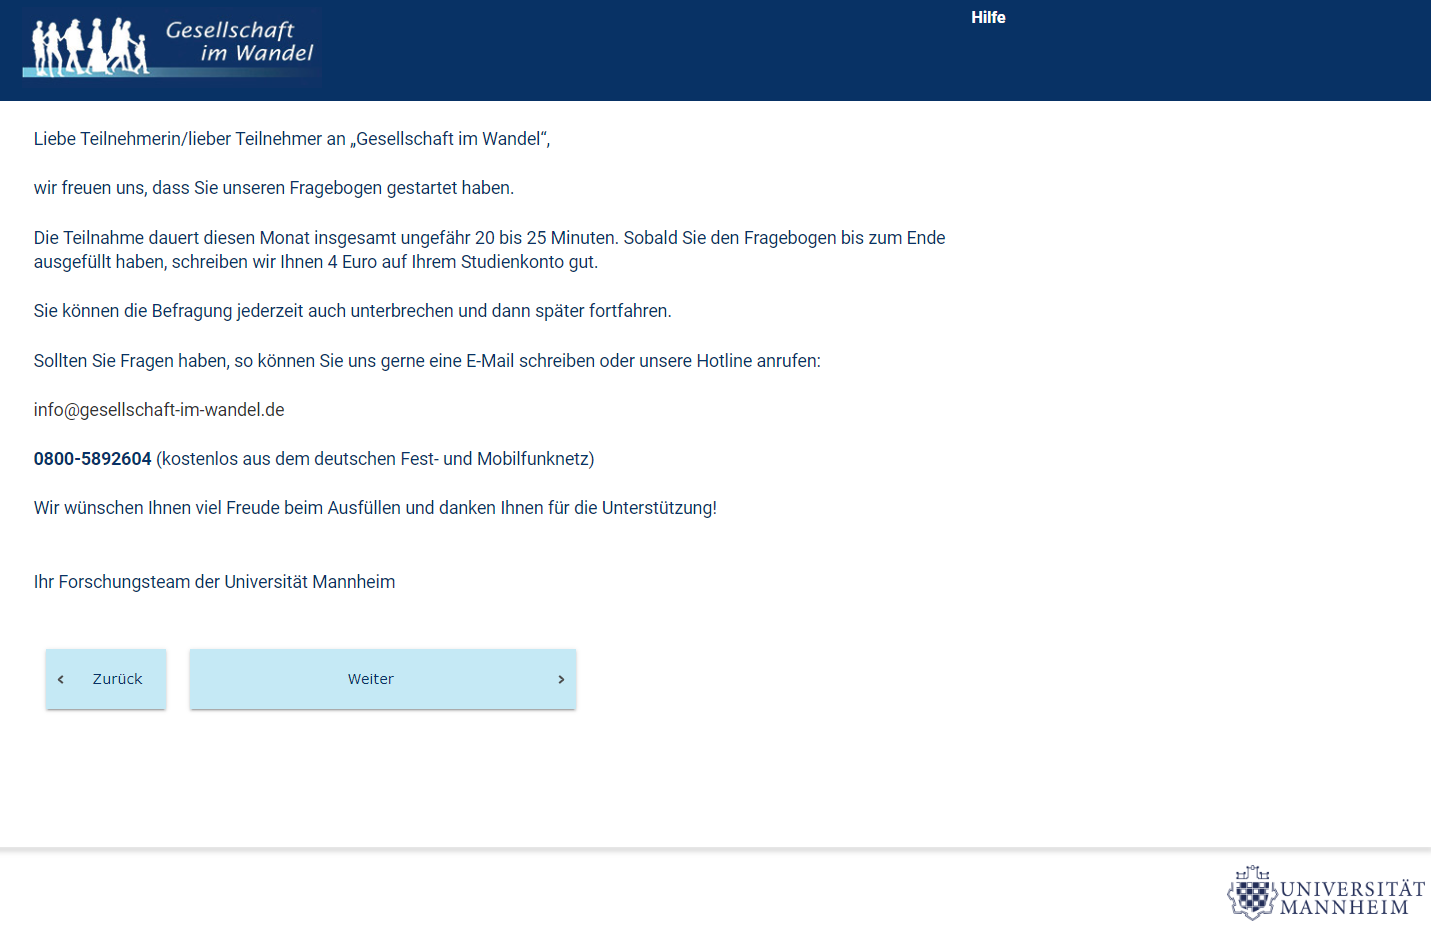 Gesellschaft
im Wandel
Hilfe
Liebe Teilnehmerin/lieber Teilnehmer an „Gesellschaft im Wandel“,
wir freuen uns, dass Sie unseren Fragebogen gestartet haben.
Die Teilnahme dauert diesen Monat insgesamt ungefähr 20 bis 25 Minuten. Sobald Sie den Fragebogen bis zum Ende
ausgefüllt haben, schreiben wir Ihnen 4 Euro auf Ihrem Studienkonto gut.
Sie können die Befragung jederzeit auch unterbrechen und dann später fortfahren.
Sollten Sie Fragen haben, so können Sie uns gerne eine E-Mail schreiben oder unsere Hotline anrufen:
info@gesellschaft-im-wandel.de
0800-5892604 (kostenlos aus dem deutschen Fest- und Mobilfunknetz)
Wir wünschen Ihnen viel Freude beim Ausfüllen und danken Ihnen für die Unterstützung!
Ihr Forschungsteam der Universität Mannheim
Zurück
Weiter
UNIVERSITÄT
MANNHEIM